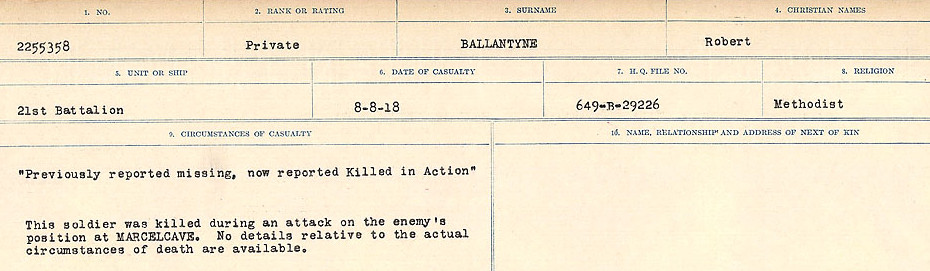 1. NO. 2. RANK OR RATING 3. SURNAME 4. CHRISTIAN NAMES
2255358 Private BALLANTYNE Robert
5. UNIT OR SHIP 6. DATE OF CASUALTY 7. H.Q. FILE NO. 8. RELIGION
21st Battalion 8-8-18 649-B-29226 Methodist
9. CIRCUMSTANCES OF CASUALTY 10. NAME, RELATIONSHIP AND ADDRESS OF NEXT OF KIN
"Previously reported missing, now reported Killed in Action"
This soldier was killed during an attack on the enemy's
position at MARCELCAVE. No details relative to the actual
circumstances of death are available.